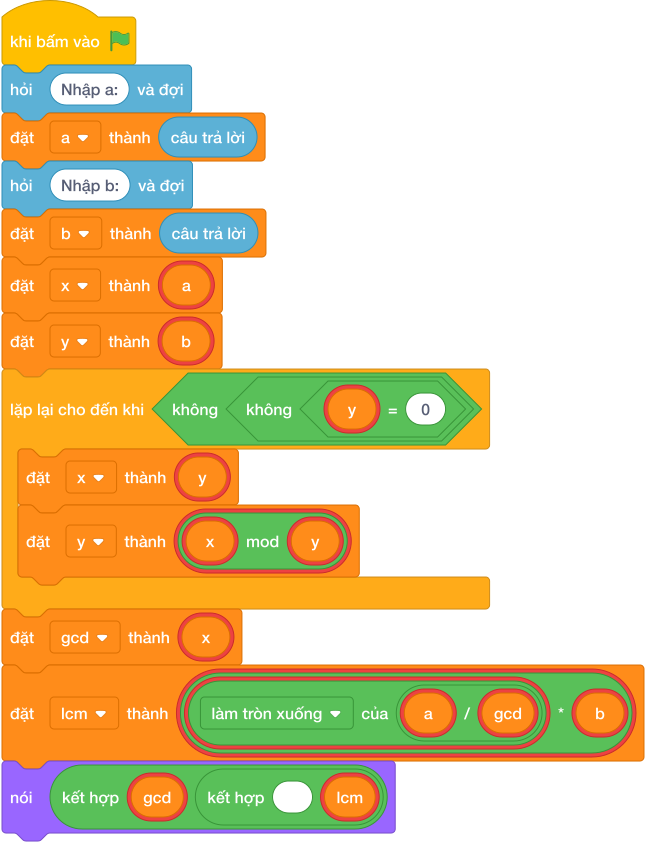 khi bấm vào
hỏi Nhập a: và đợi
đặt a thành câu trả lời
hỏi Nhập b: và đợi
đặt b thành câu trả lời
đặt x thành a
đặt y thành b
lặp lại cho đến khi không không y = 0
đặt x thành y
đặt y thành x mod y
đặt gcd thành x
đặt lcm thành làm tròn xuống của a / gcd * b
nói kết hợp gcd kết hợp lcm